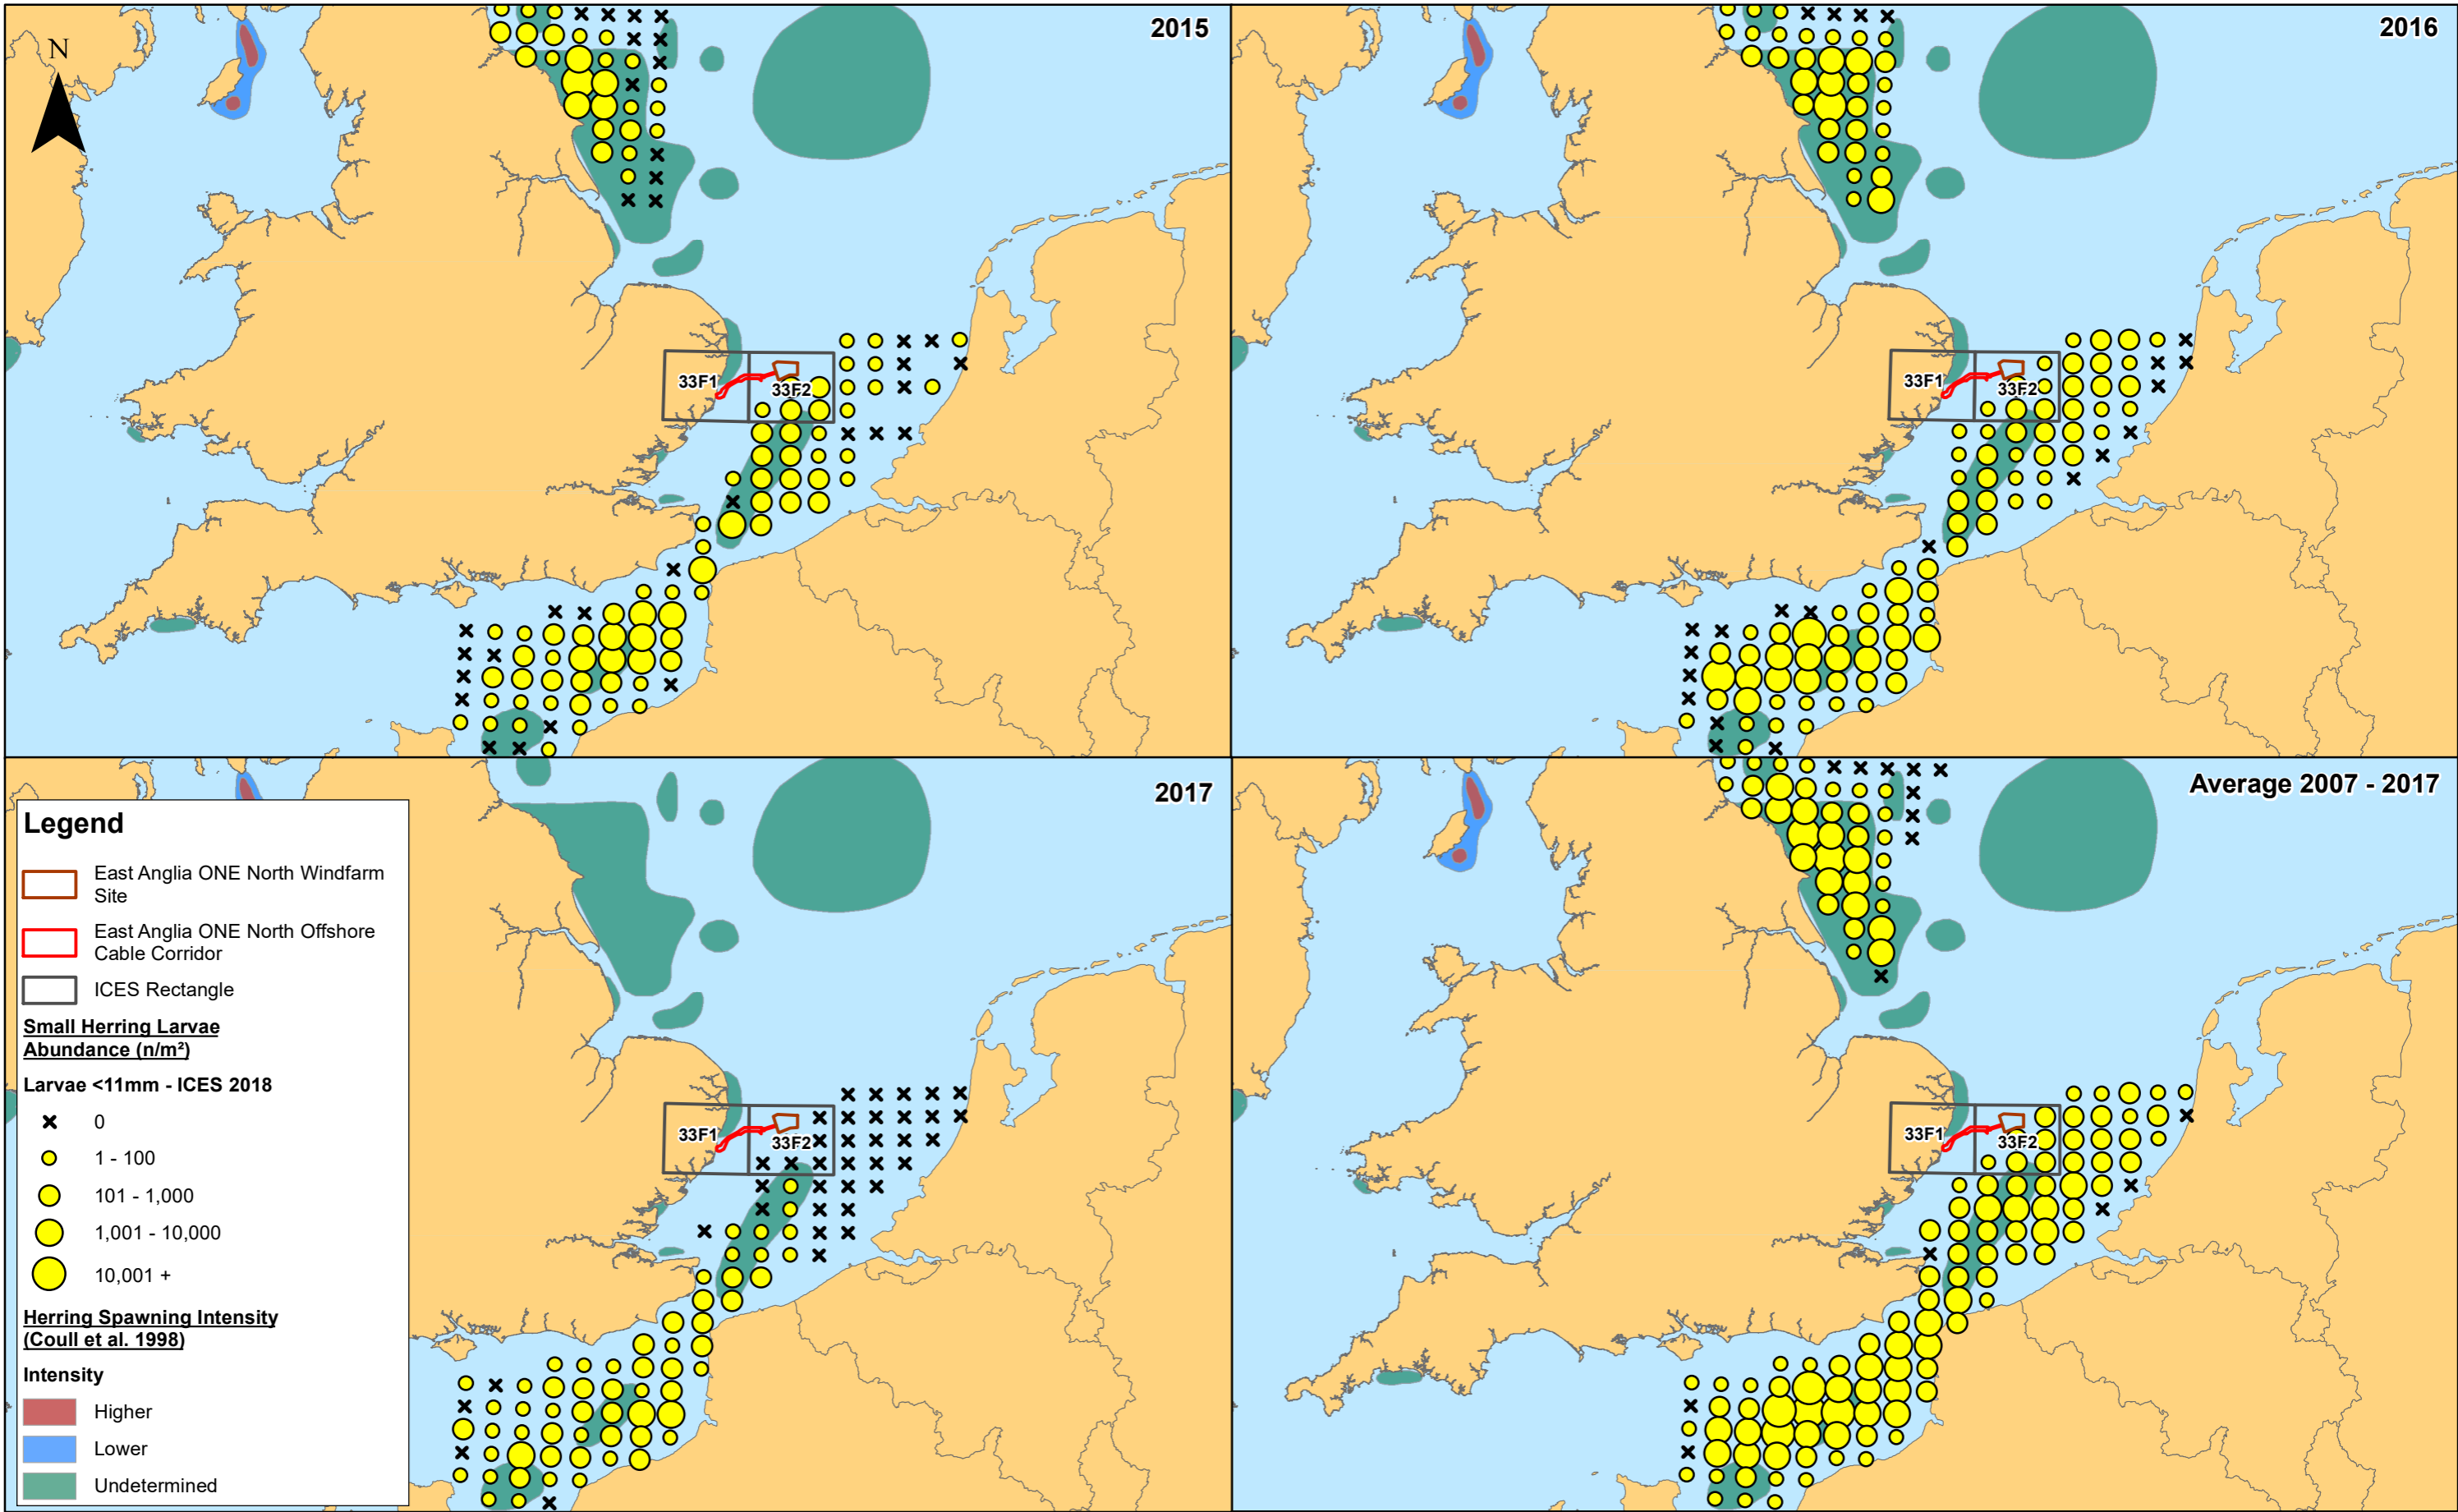 2015
N
33F1
33F2
2016
33F1
33F2
2017
33F1
33F2
Average 2007 - 2017
33F1
33F2
Legend
East Anglia ONE North Windfarm
Site
East Anglia ONE North Offshore
Cable Corridor
ICES Rectangle
Small Herring Larvae
Abundance (n/m²)
Larvae <11mm - ICES 2018
0
1 - 100
101 - 1,000
1,001 - 10,000
10,001 +
Herring Spawning Intensity
(Coull et al. 1998)
Intensity
Higher
Lower
Undetermined